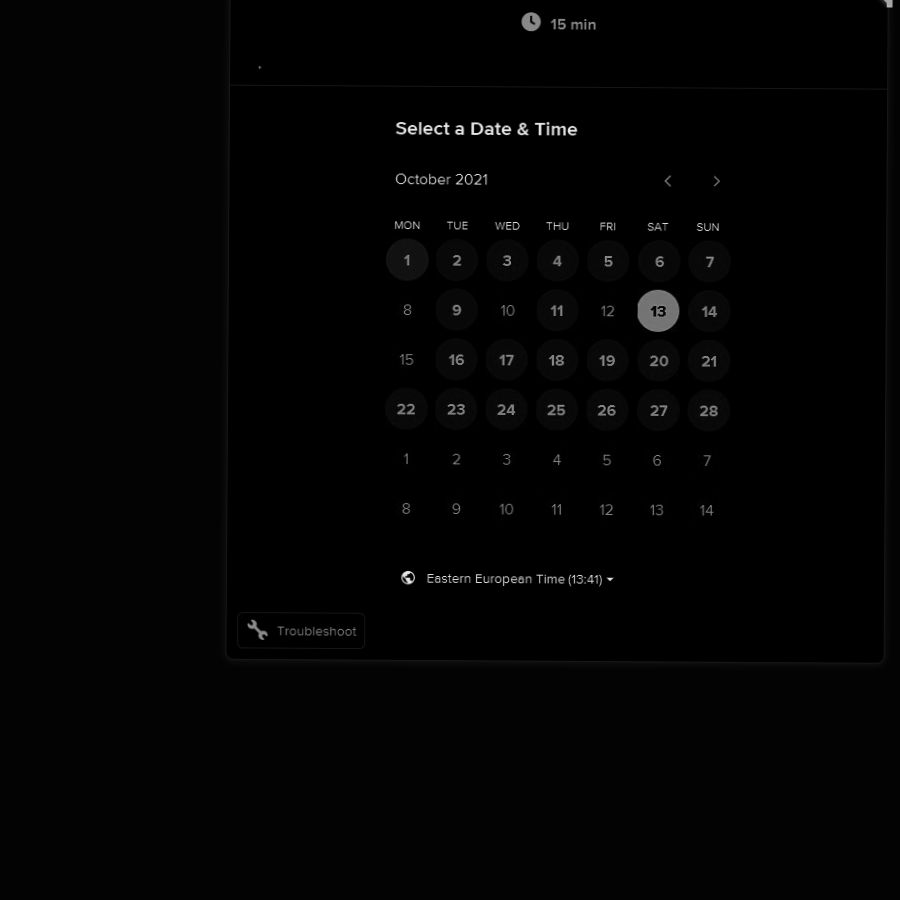 15 min
.
Select a Date & Time
October 2021
MON TUE WED THU FRI SAT SUN
1 2 3 4 5 6 7
8 9 10 11 12 13 14
15 16 17 18 19 20 21
22 23 24 25 26 27 28
1 2 3 4 5 6 7
8 9 10 11 12 13 14
Eastern European Time (13:41)
Troubleshoot